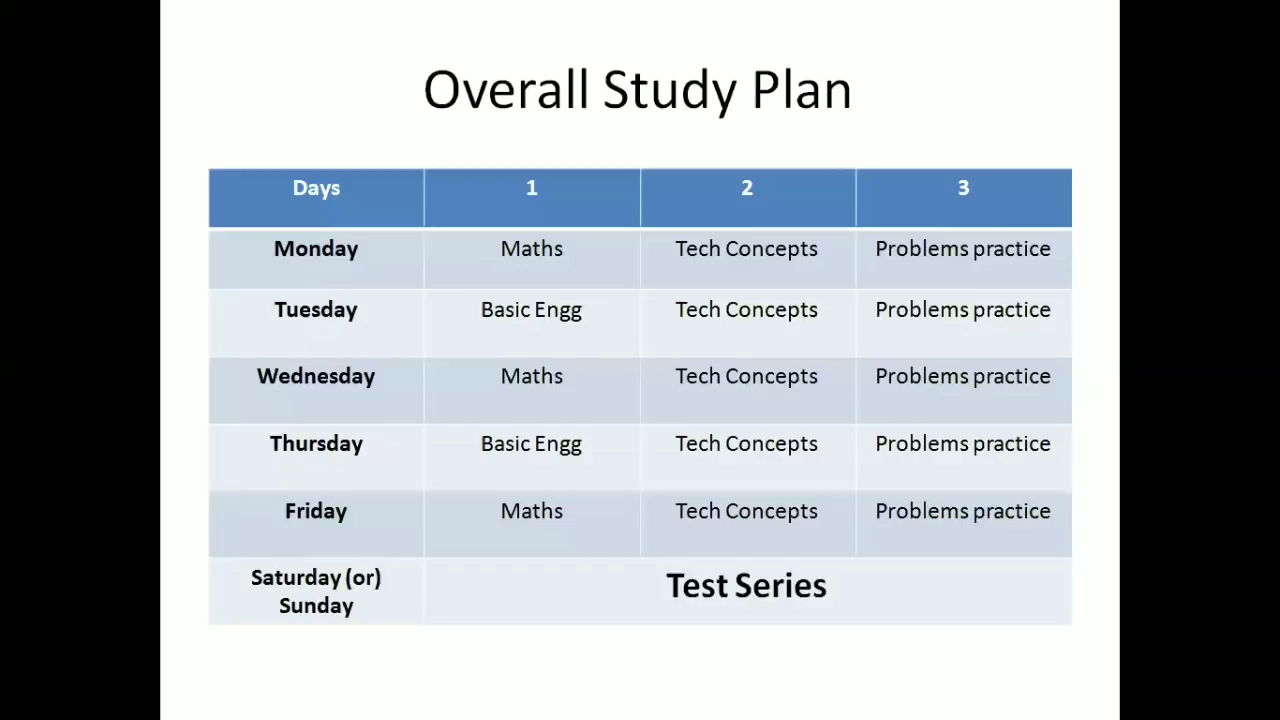 Overall Study Plan
Days 1 2 3
Monday Maths Tech Concepts Problems practice
Tuesday Basic Engg Tech Concepts Problems practice
Wednesday Maths Tech Concepts Problems practice
Thursday Basic Engg Tech Concepts Problems practice
Friday Maths Tech Concepts Problems practice
Saturday (or)
Sunday
Test Series